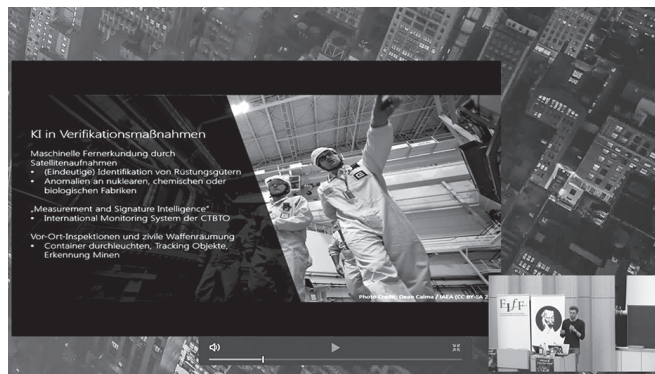 KI in Verifikationsmaßnahmen
Maschinelle Fernerkundung durch
Satellitenaufnahmen
• (Eindeutige) Identifikation von Rüstungsgütern
• Anomalien an nuklearen, chemischen oder
biologischen Fabriken
„Measurement and Signature Intelligence“
• International Monitoring System der CTBTO
Vor-Ort-Inspektionen und zivile Waffenräumung
• Container durchleuchten, Tracking Objekte,
Erkennung Minen
Photo Credit: Dean Calma / IAEA (CC BY-SA 2
FIfF